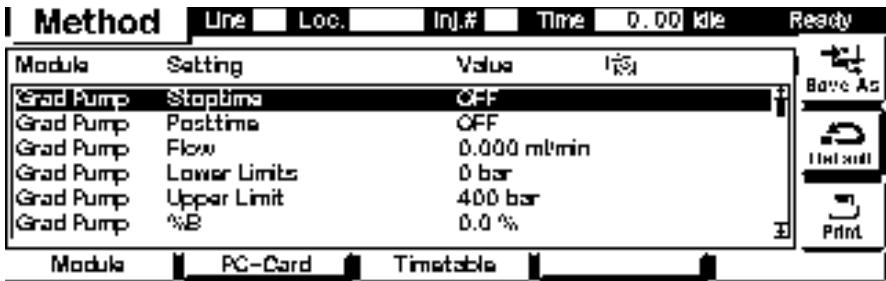 Method Line Loc. Inj.# Time 0.00 Idle Ready
Module Setting Value
Grad Pump Stoptime OFF
Grad Pump Posttime OFF
Grad Pump Flow 0.000 ml/min
Grad Pump Lower Limits 0 bar
Grad Pump Upper Limit 400 bar
Grad Pump %B 0.0 %
Save As
Default
Print
Module PC-Card Timetable